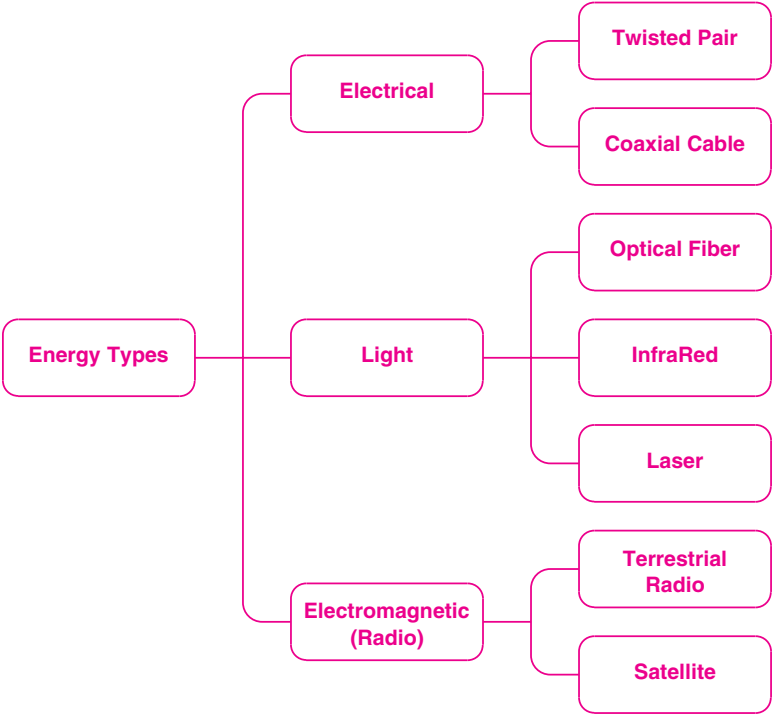 Energy Types
Electrical
Twisted Pair
Coaxial Cable
Light
Optical Fiber
InfraRed
Laser
Electromagnetic
(Radio)
Terrestrial
Radio
Satellite